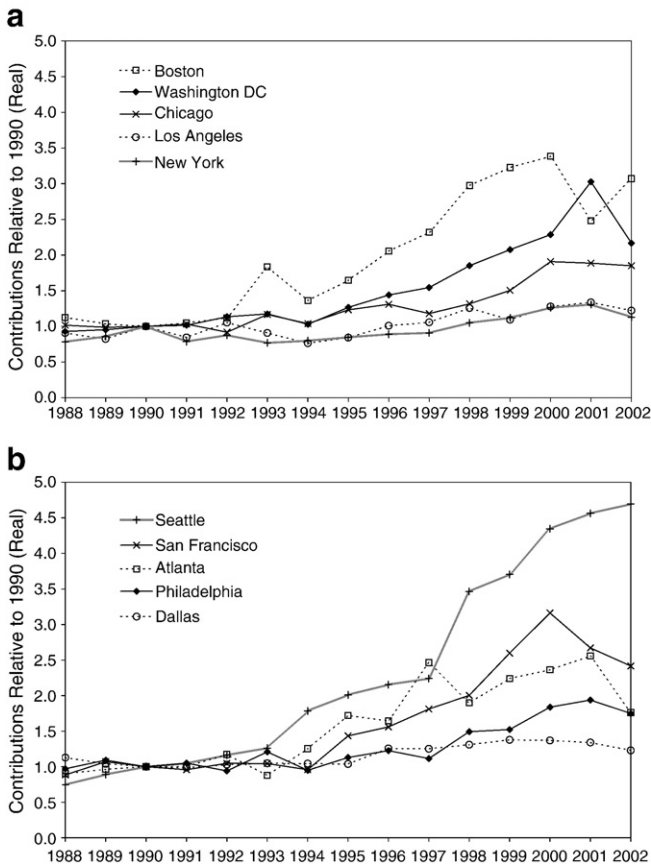 a
Contributions Relative to 1990 (Real)
5.0
4.5
4.0
3.5
3.0
2.5
2.0
1.5
1.0
0.5
0.0
Boston
Washington DC
Chicago
Los Angeles
New York
1988 1989 1990 1991 1992 1993 1994 1995 1996 1997 1998 1999 2000 2001 2002
b
Contributions Relative to 1990 (Real)
5.0
4.5
4.0
3.5
3.0
2.5
2.0
1.5
1.0
0.5
0.0
Seattle
San Francisco
Atlanta
Philadelphia
Dallas
1988 1989 1990 1991 1992 1993 1994 1995 1996 1997 1998 1999 2000 2001 2002